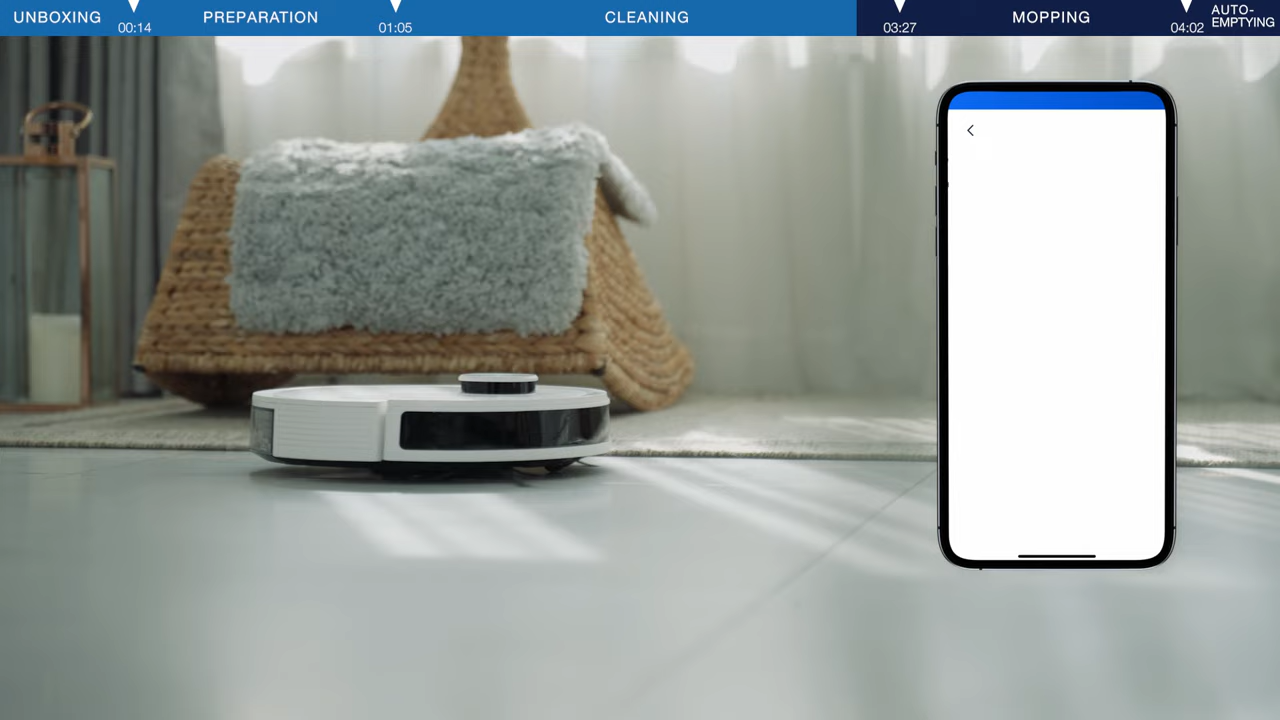 UNBOXING
00:14
PREPARATION
01:05
CLEANING
03:27
MOPPING
04:02
AUTO-
EMPTYING